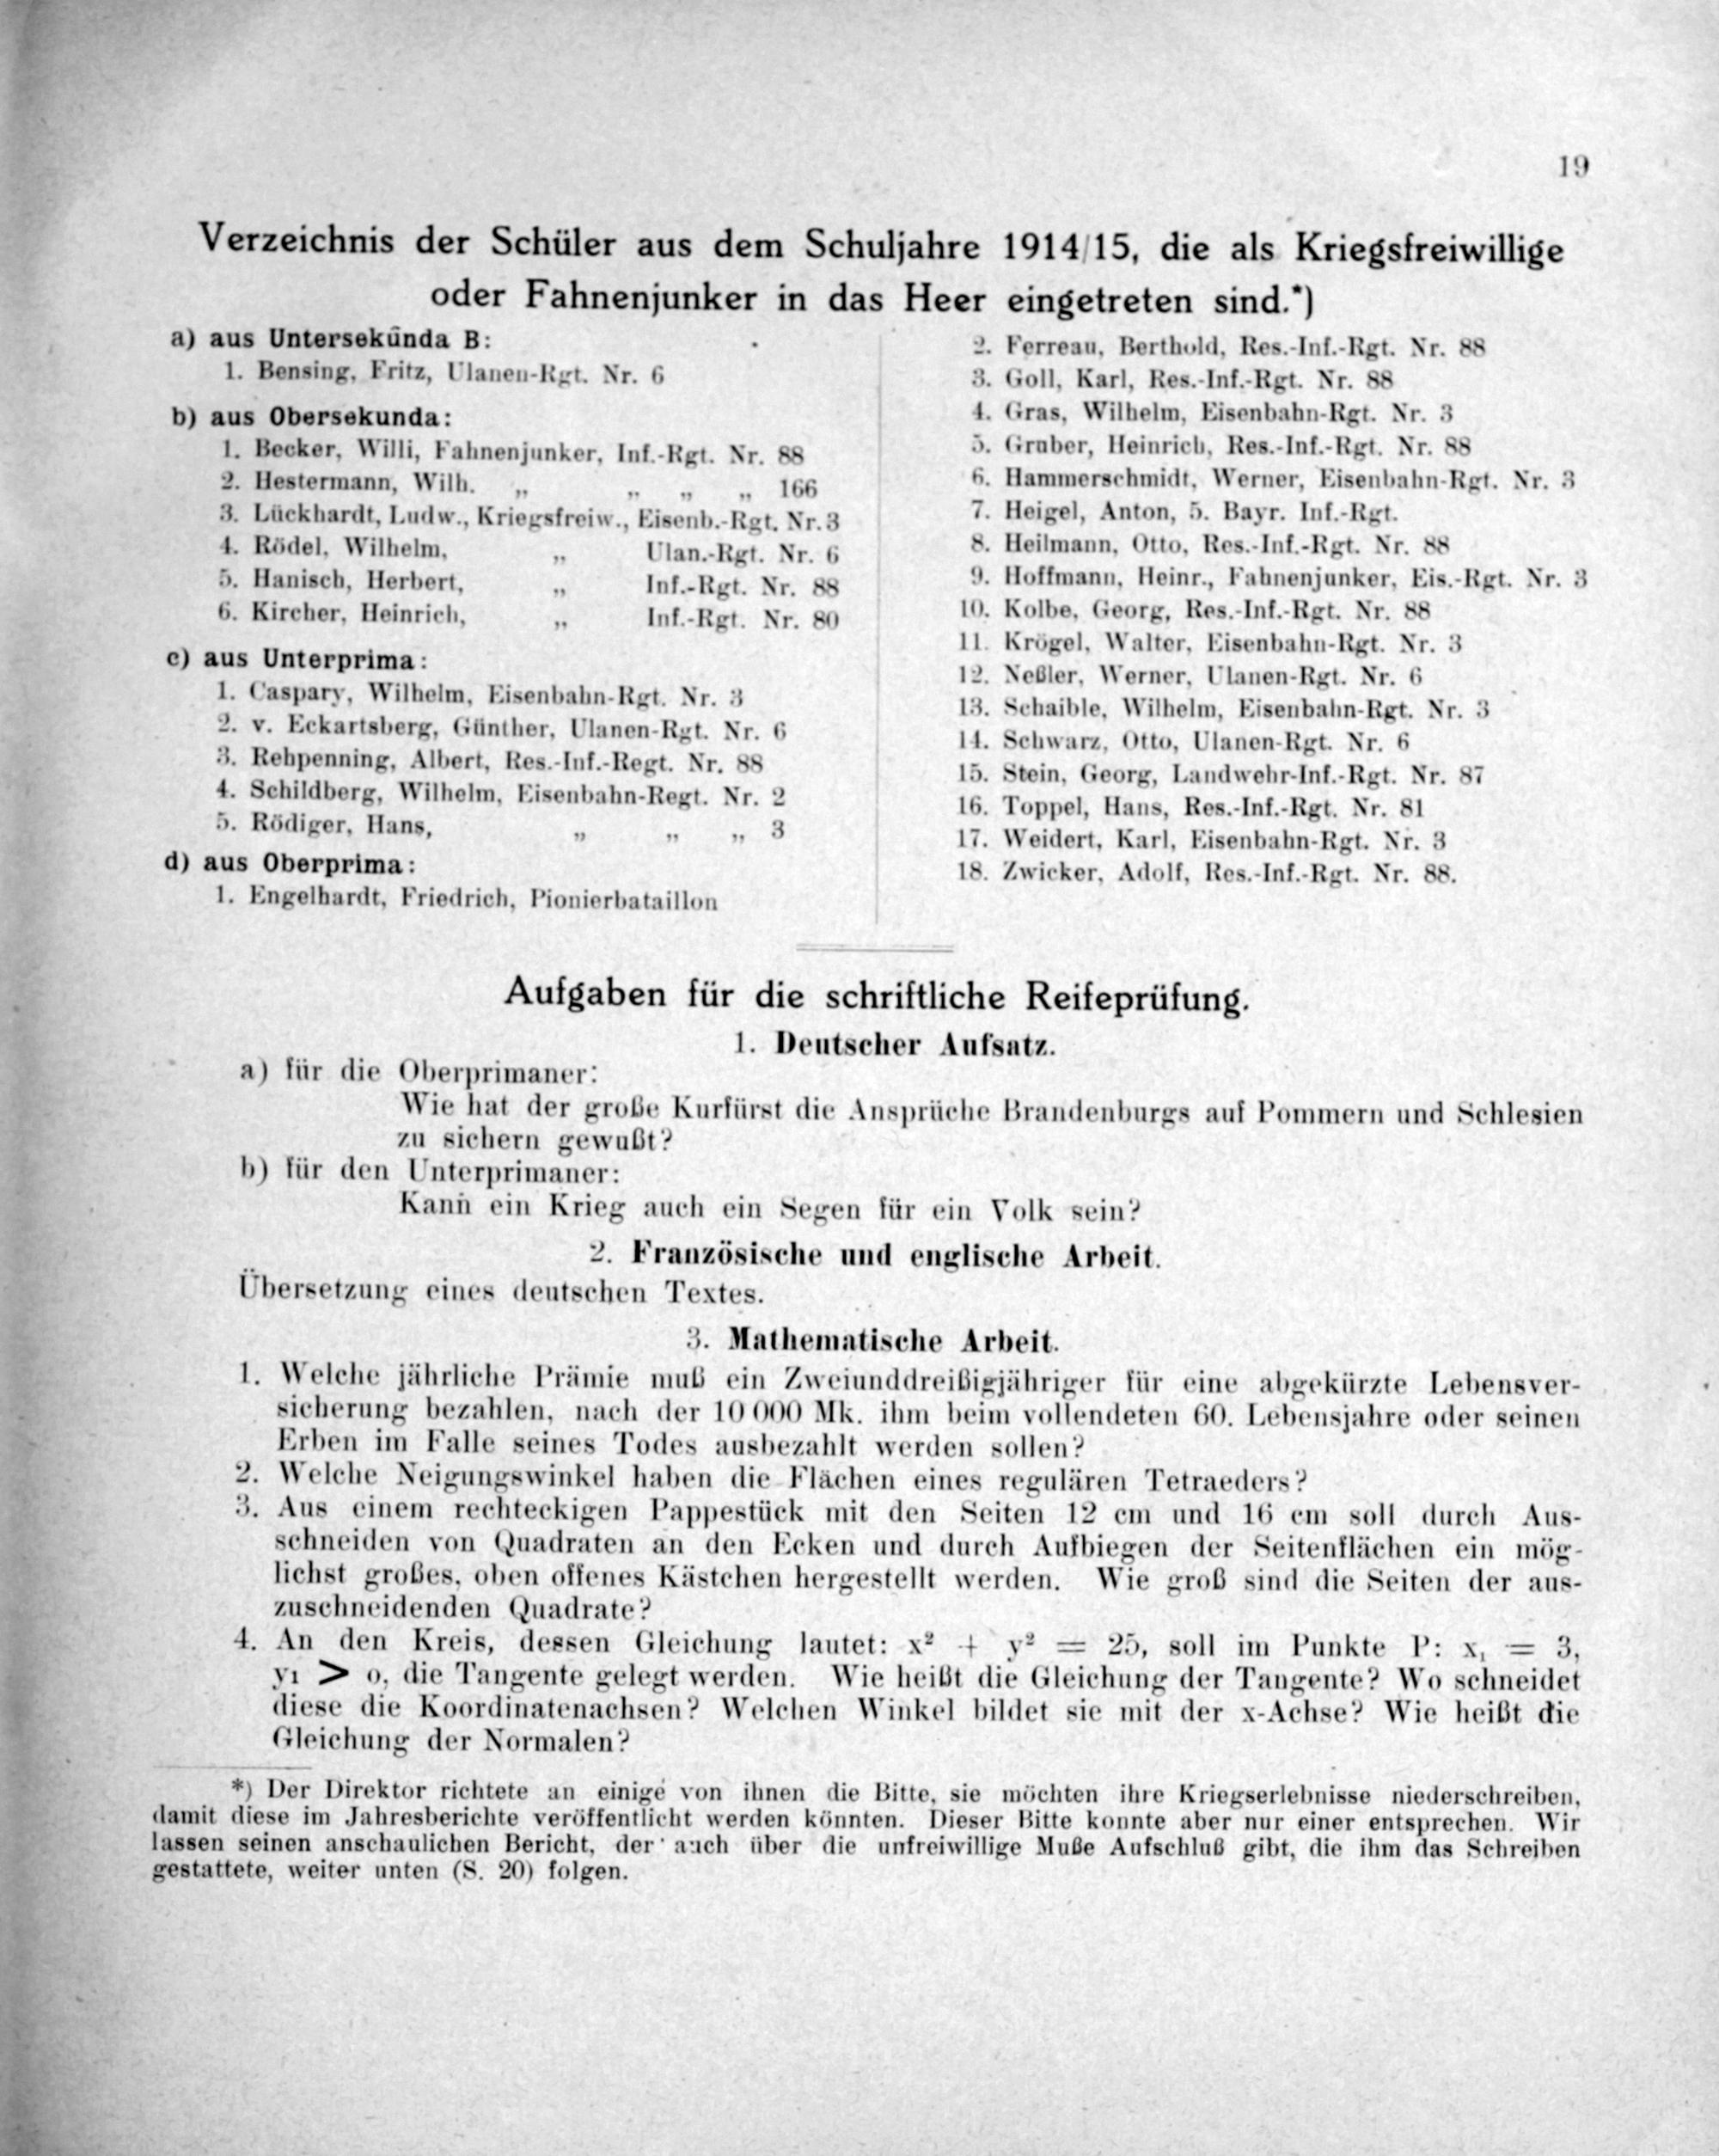 19
Verzeichnis der Schüler aus dem Schuljahre 1914/15, die als Kriegsfreiwillige
oder Fahnenjunker in das Heer eingetreten sind.*)
a) aus Untersekunda B:
1. Bensing, Fritz, Ulanen-Rgt. Nr. 6
b) aus Obersekunda:
1. Becker, Willi, Fahnenjunker, Inf.-Rgt. Nr. 88
2. Hestermann, Wilh. „ „ „ „ 166
3. Lückhardt, Ludw., Kriegsfreiw., Eisenb.-Rgt. Nr. 3
4. Rödel, Wilhelm, „ Ulan.-Rgt. Nr. 6
5. Hanisch, Herbert, „ Inf.-Rgt. Nr. 88
6. Kircher, Heinrich, „ Inf.-Rgt. Nr. 80
c) aus Unterprima:
1. Caspary, Wilhelm, Eisenbahn-Rgt. Nr. 3
2. v. Eckartsberg, Günther, Ulanen-Rgt. Nr. 6
3. Rehpenning, Albert, Res.-Inf.-Regt. Nr. 88
4. Schildberg, Wilhelm, Eisenbahn-Regt. Nr. 2
5. Rödiger, Hans, „ „ „ 3
d) aus Oberprima:
1. Engelhardt, Friedrich, Pionierbataillon
2. Ferreau, Berthold, Res.-Inf.-Rgt. Nr. 88
3. Goll, Karl, Res.-Inf.-Rgt. Nr. 88
4. Gras, Wilhelm, Eisenbahn-Rgt. Nr. 3
5. Gruber, Heinrich, Res.-Inf.-Rgt. Nr. 88
6. Hammerschmidt, Werner, Eisenbahn-Rgt. Nr. 3
7. Heigel, Anton, 5. Bayr. Inf.-Rgt.
8. Heilmann, Otto, Res.-Inf.-Rgt. Nr. 88
9. Hoffmann, Heinr., Fahnenjunker, Eis.-Rgt. Nr. 3
10. Kolbe, Georg, Res.-Inf.-Rgt. Nr. 88
11. Krögel, Walter, Eisenbahn-Rgt. Nr. 3
12. Neßler, Werner, Ulanen-Rgt. Nr. 6
13. Schaible, Wilhelm, Eisenbahn-Rgt. Nr. 3
14. Schwarz, Otto, Ulanen-Rgt. Nr. 6
15. Stein, Georg, Landwehr-Inf.-Rgt. Nr. 87
16. Toppel, Hans, Res.-Inf.-Rgt. Nr. 81
17. Weidert, Karl, Eisenbahn-Rgt. Nr. 3
18. Zwicker, Adolf, Res.-Inf.-Rgt. Nr. 88.
Aufgaben für die schriftliche Reifeprüfung.
1. Deutscher Aufsatz.
a) für die Oberprimaner:
Wie hat der große Kurfürst die Ansprüche Brandenburgs auf Pommern und Schlesien
zu sichern gewußt?
b) für den Unterprimaner:
Kann ein Krieg auch ein Segen für ein Volk sein?
2. Französische und englische Arbeit.
Übersetzung eines deutschen Textes.
3. Mathematische Arbeit.
1. Welche jährliche Prämie muß ein Zweiunddreißigjähriger für eine abgekürzte Lebensver-
sicherung bezahlen, nach der 10 000 Mk. ihm beim vollendeten 60. Lebensjahre oder seinen
Erben im Falle seines Todes ausbezahlt werden sollen?
2. Welche Neigungswinkel haben die Flächen eines regulären Tetraeders?
3. Aus einem rechteckigen Pappestück mit den Seiten 12 cm und 16 cm soll durch Aus-
schneiden von Quadraten an den Ecken und durch Aufbiegen der Seitenflächen ein mög-
lichst großes, oben offenes Kästchen hergestellt werden. Wie groß sind die Seiten der aus-
zuschneidenden Quadrate?
4. An den Kreis, dessen Gleichung lautet: x² + y² = 25, soll im Punkte P: x₁ = 3,
y₁ > o, die Tangente gelegt werden. Wie heißt die Gleichung der Tangente? Wo schneidet
diese die Koordinatenachsen? Welchen Winkel bildet sie mit der x-Achse? Wie heißt die
Gleichung der Normalen?
*) Der Direktor richtete an einige von ihnen die Bitte, sie möchten ihre Kriegserlebnisse niederschreiben,
damit diese im Jahresberichte veröffentlicht werden könnten. Dieser Bitte konnte aber nur einer entsprechen. Wir
lassen seinen anschaulichen Bericht, der auch über die unfreiwillige Muße Aufschluß gibt, die ihm das Schreiben
gestattete, weiter unten (S. 20) folgen.